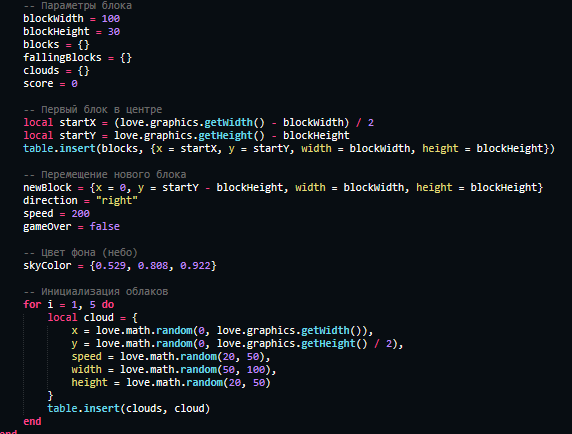 -- Параметры блока
blockWidth = 100
blockHeight = 30
blocks = {}
fallingBlocks = {}
clouds = {}
score = 0
-- Первый блок в центре
local startX = (love.graphics.getWidth() - blockWidth) / 2
local startY = love.graphics.getHeight() - blockHeight
table.insert(blocks, {x = startX, y = startY, width = blockWidth, height = blockHeight})
-- Перемещение нового блока
newBlock = {x = 0, y = startY - blockHeight, width = blockWidth, height = blockHeight}
direction = "right"
speed = 200
gameOver = false
-- Цвет фона (небо)
skyColor = {0.529, 0.808, 0.922}
-- Инициализация облаков
for i = 1, 5 do
local cloud = {
x = love.math.random(0, love.graphics.getWidth()),
y = love.math.random(0, love.graphics.getHeight() / 2),
speed = love.math.random(20, 50),
width = love.math.random(50, 100),
height = love.math.random(20, 50)
}
table.insert(clouds, cloud)
end
end